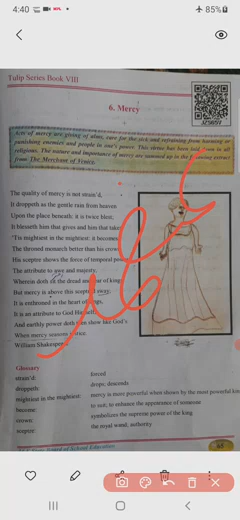 4:40
85%
Tulip Series Book VIII
6. Mercy
Acts of mercy are giving of alms, care for the sick and refraining from harming or
punishing enemies and people in one's power. This virtue has been laid down in all
religions. The nature and importance of mercy are summed up in the following extract
from The Merchant of Venice.
The quality of mercy is not strain'd,
It droppeth as the gentle rain from heaven
Upon the place beneath: it is twice blest,
It blesseth him that gives and him that takes
'Tis mightiest in the mightiest: it becomes
The throned monarch better than his crown
His sceptre shows the force of temporal power
The attribute to awe and majesty,
Wherein doth sit the dread and fear of kings
But mercy is above this sceptred sway,
It is enthroned in the hearts of kings,
It is an attribute to God Himself
And earthly power doth then show like God's
When mercy seasons justice.
William Shakespeare
Glossary
strain'd: forced
droppeth: drops; descends
mightiest in the mightiest: mercy is most powerful when shown by the most powerful
become: to suit, to enhance the appearance of someone
crown: symbolizes the supreme power of the king
sceptre: the royal wand; authority
Board of School Education